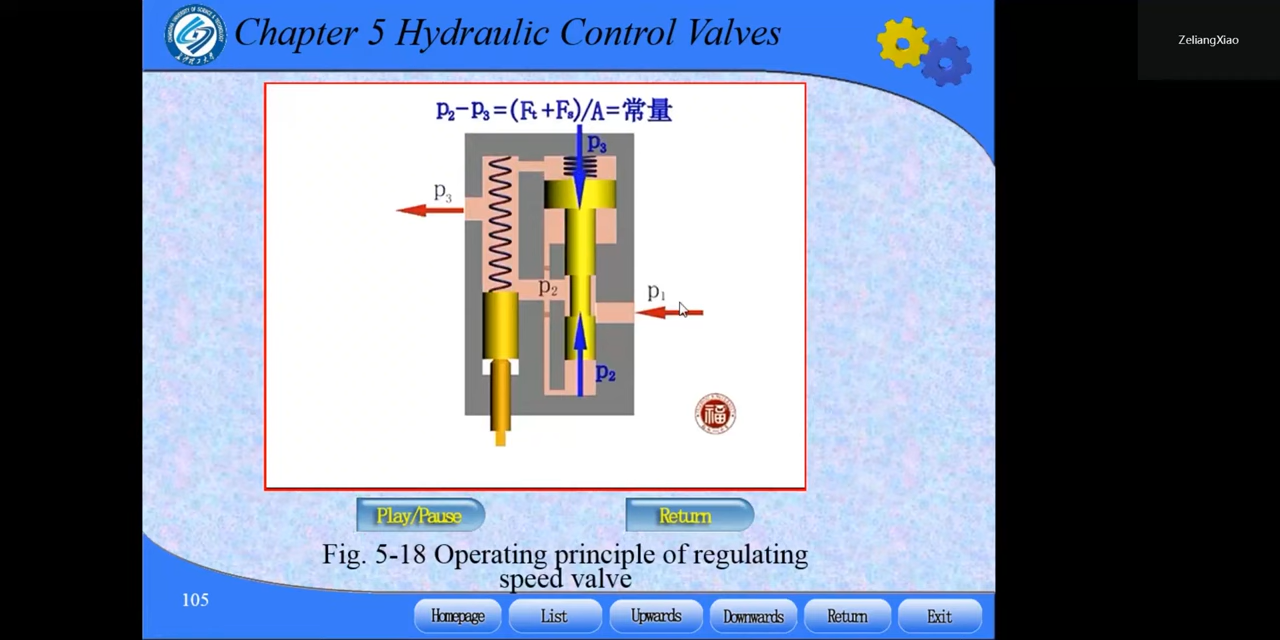 Chapter 5 Hydraulic Control Valves
ZeliangXiao
p₂-p₃=(Fₜ+Fₛ)/A=常量
p₃
p₃
p₂
p₁
p₂
福
Play/Pause
Return
Fig. 5-18 Operating principle of regulating
speed valve
105
Homepage
List
Upwards
Downwards
Return
Exit